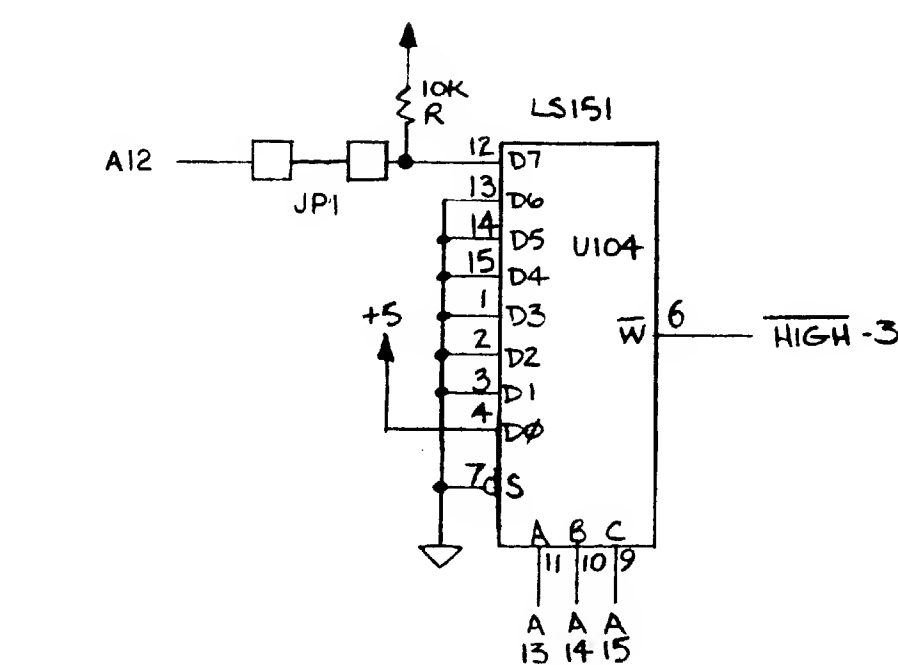 10K
R
LS151
A12
JP1
12 D7
13 D6
14 D5
U104
15 D4
1 D3
+5
W̅ 6
H̅I̅G̅H̅-3
2 D2
3 D1
4 DØ
7 S
A B C
11 10 9
A A A
13 14 15